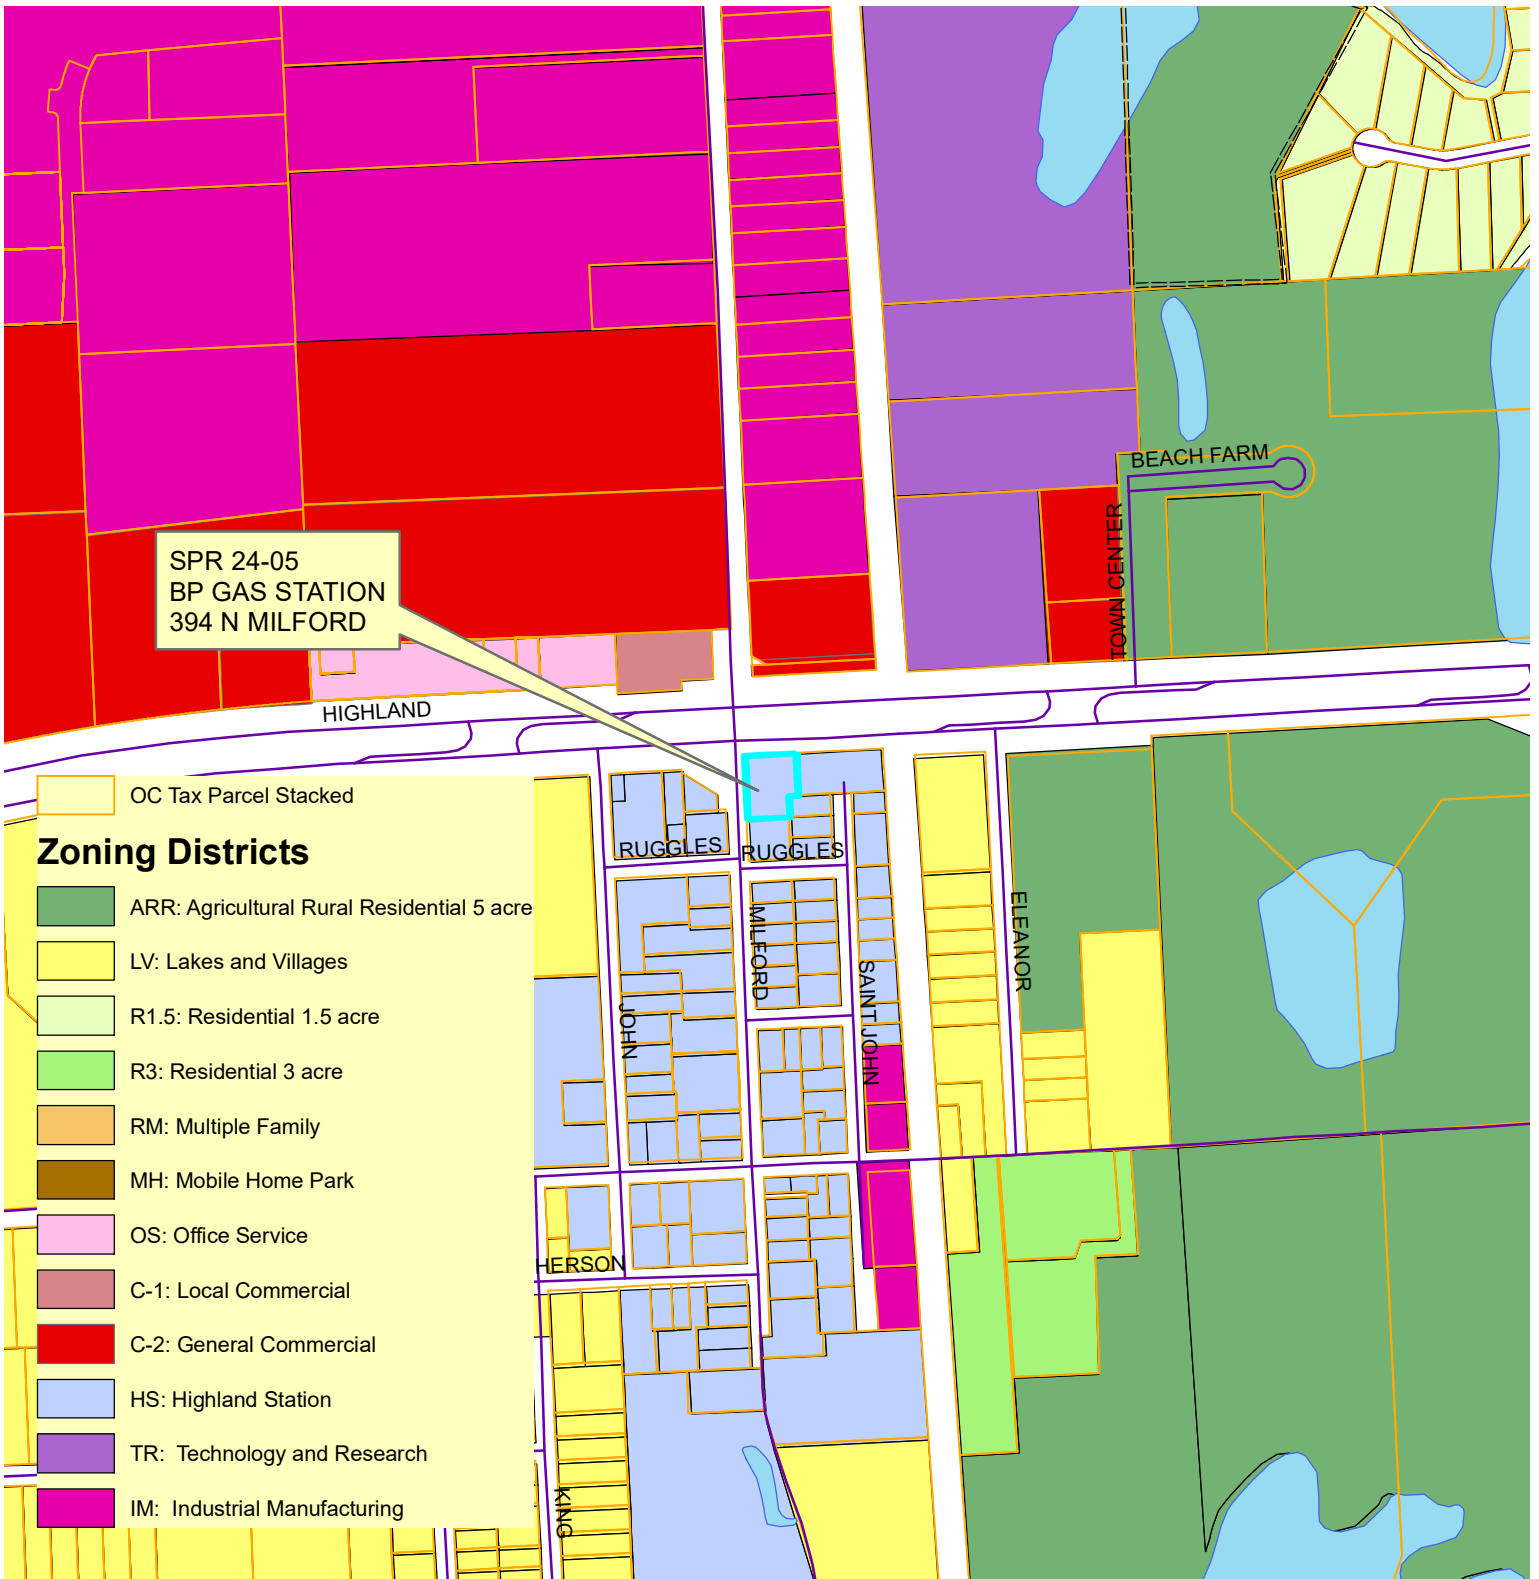 BEACH FARM
TOWN CENTER
SPR 24-05
BP GAS STATION
394 N MILFORD
HIGHLAND
RUGGLES
RUGGLES
MILFORD
ELEANOR
SAINT JOHN
JOHN
HERSON
KING
OC Tax Parcel Stacked
Zoning Districts
ARR: Agricultural Rural Residential 5 acre
LV: Lakes and Villages
R1.5: Residential 1.5 acre
R3: Residential 3 acre
RM: Multiple Family
MH: Mobile Home Park
OS: Office Service
C-1: Local Commercial
C-2: General Commercial
HS: Highland Station
TR: Technology and Research
IM: Industrial Manufacturing